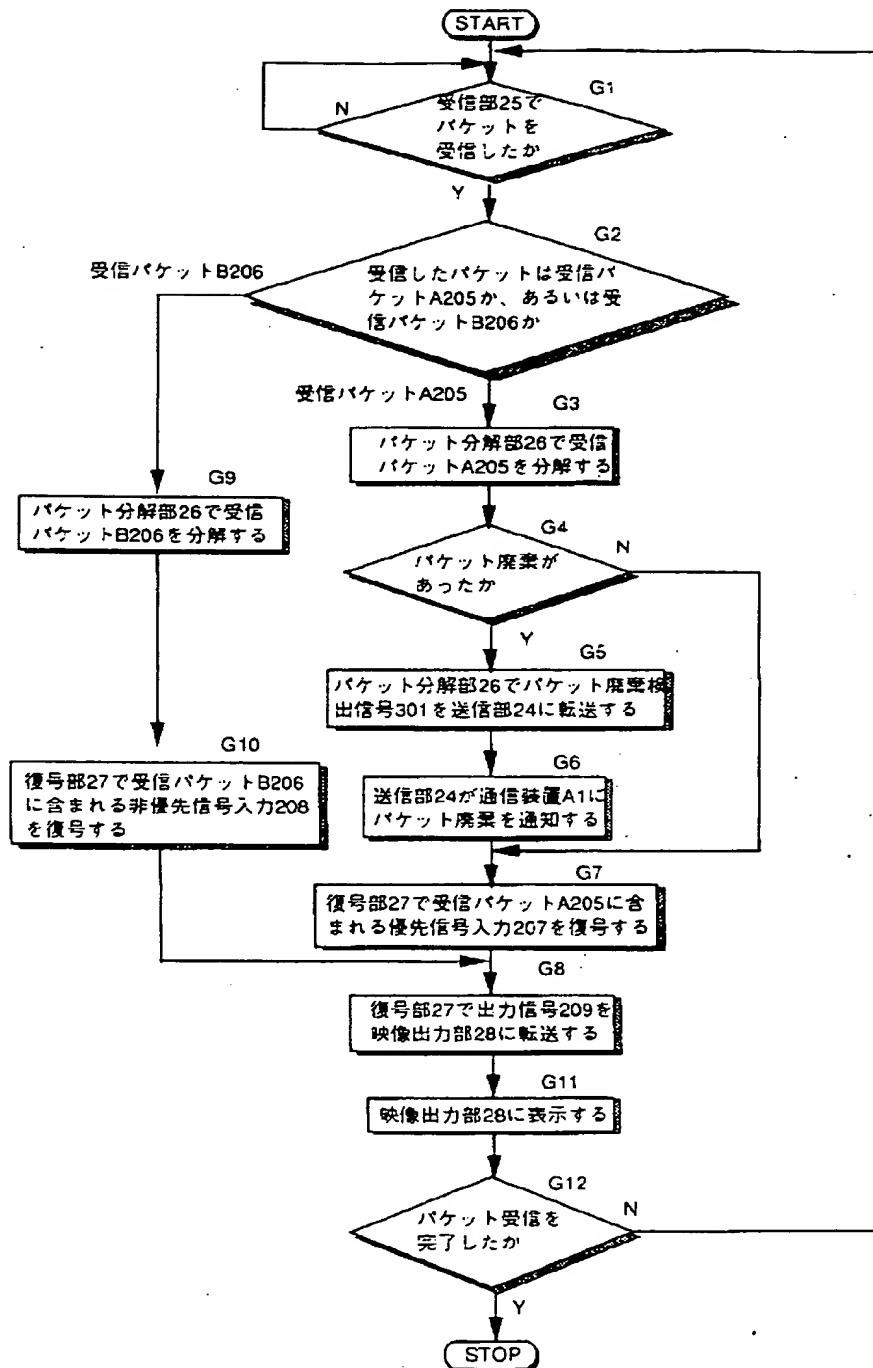 START
G1
N
受信部25で
パケットを
受信したか
Y
G2
受信パケットB206
受信したパケットは受信パ
ケットA205か、あるいは受
信パケットB206か
受信パケットA205
G3
パケット分解部26で受信
パケットA205を分解する
G9
パケット分解部26で受信
パケットB206を分解する
G4
N
パケット廃棄が
あったか
Y
G5
パケット分解部26でパケット廃棄検
出信号301を送信部24に転送する
G10
復号部27で受信パケットB206
に含まれる非優先信号入力208
を復号する
G6
送信部24が通信装置A1に
パケット廃棄を通知する
G7
復号部27で受信パケットA205に含
まれる優先信号入力207を復号する
G8
復号部27で出力信号209を
映像出力部28に転送する
G11
映像出力部28に表示する
G12
N
パケット受信を
完了したか
Y
STOP